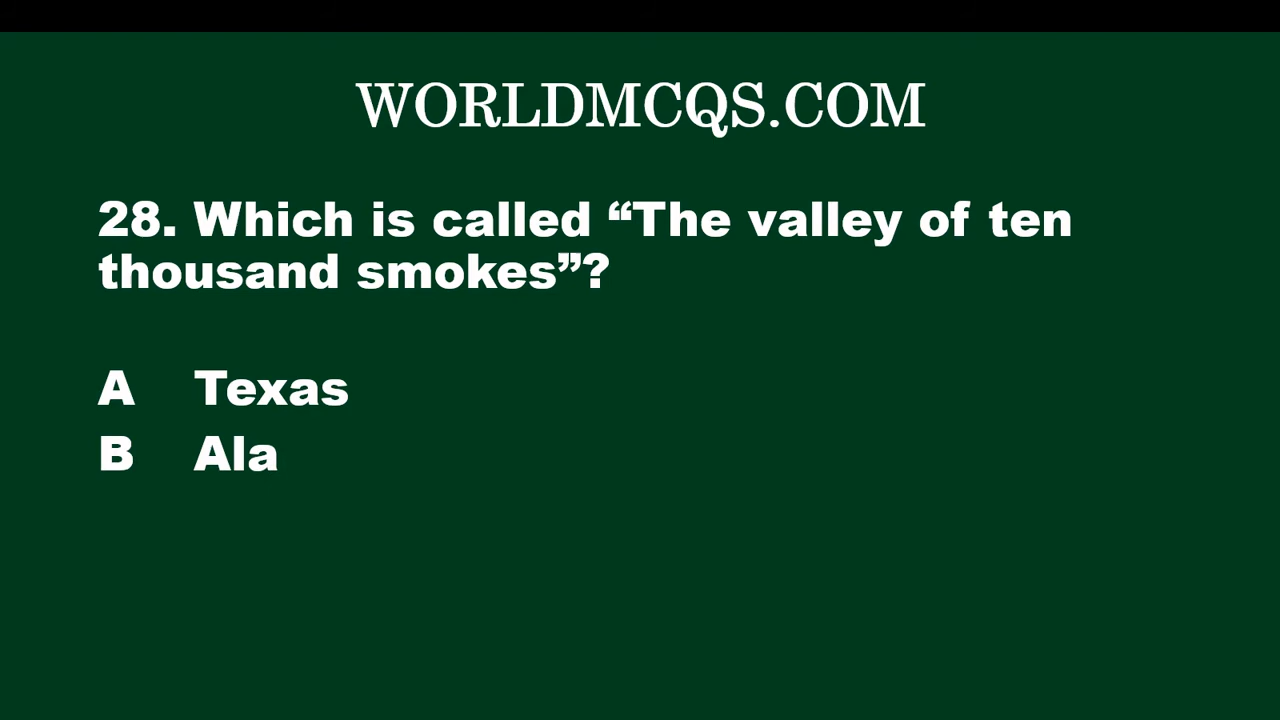 WORLDMCQS.COM
28. Which is called “The valley of ten
thousand smokes”?
A Texas
B Ala